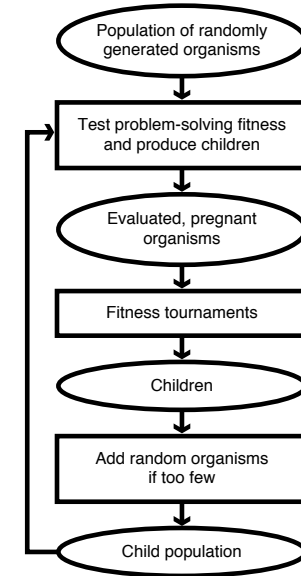 Population of randomly
generated organisms
Test problem-solving fitness
and produce children
Evaluated, pregnant
organisms
Fitness tournaments
Children
Add random organisms
if too few
Child population